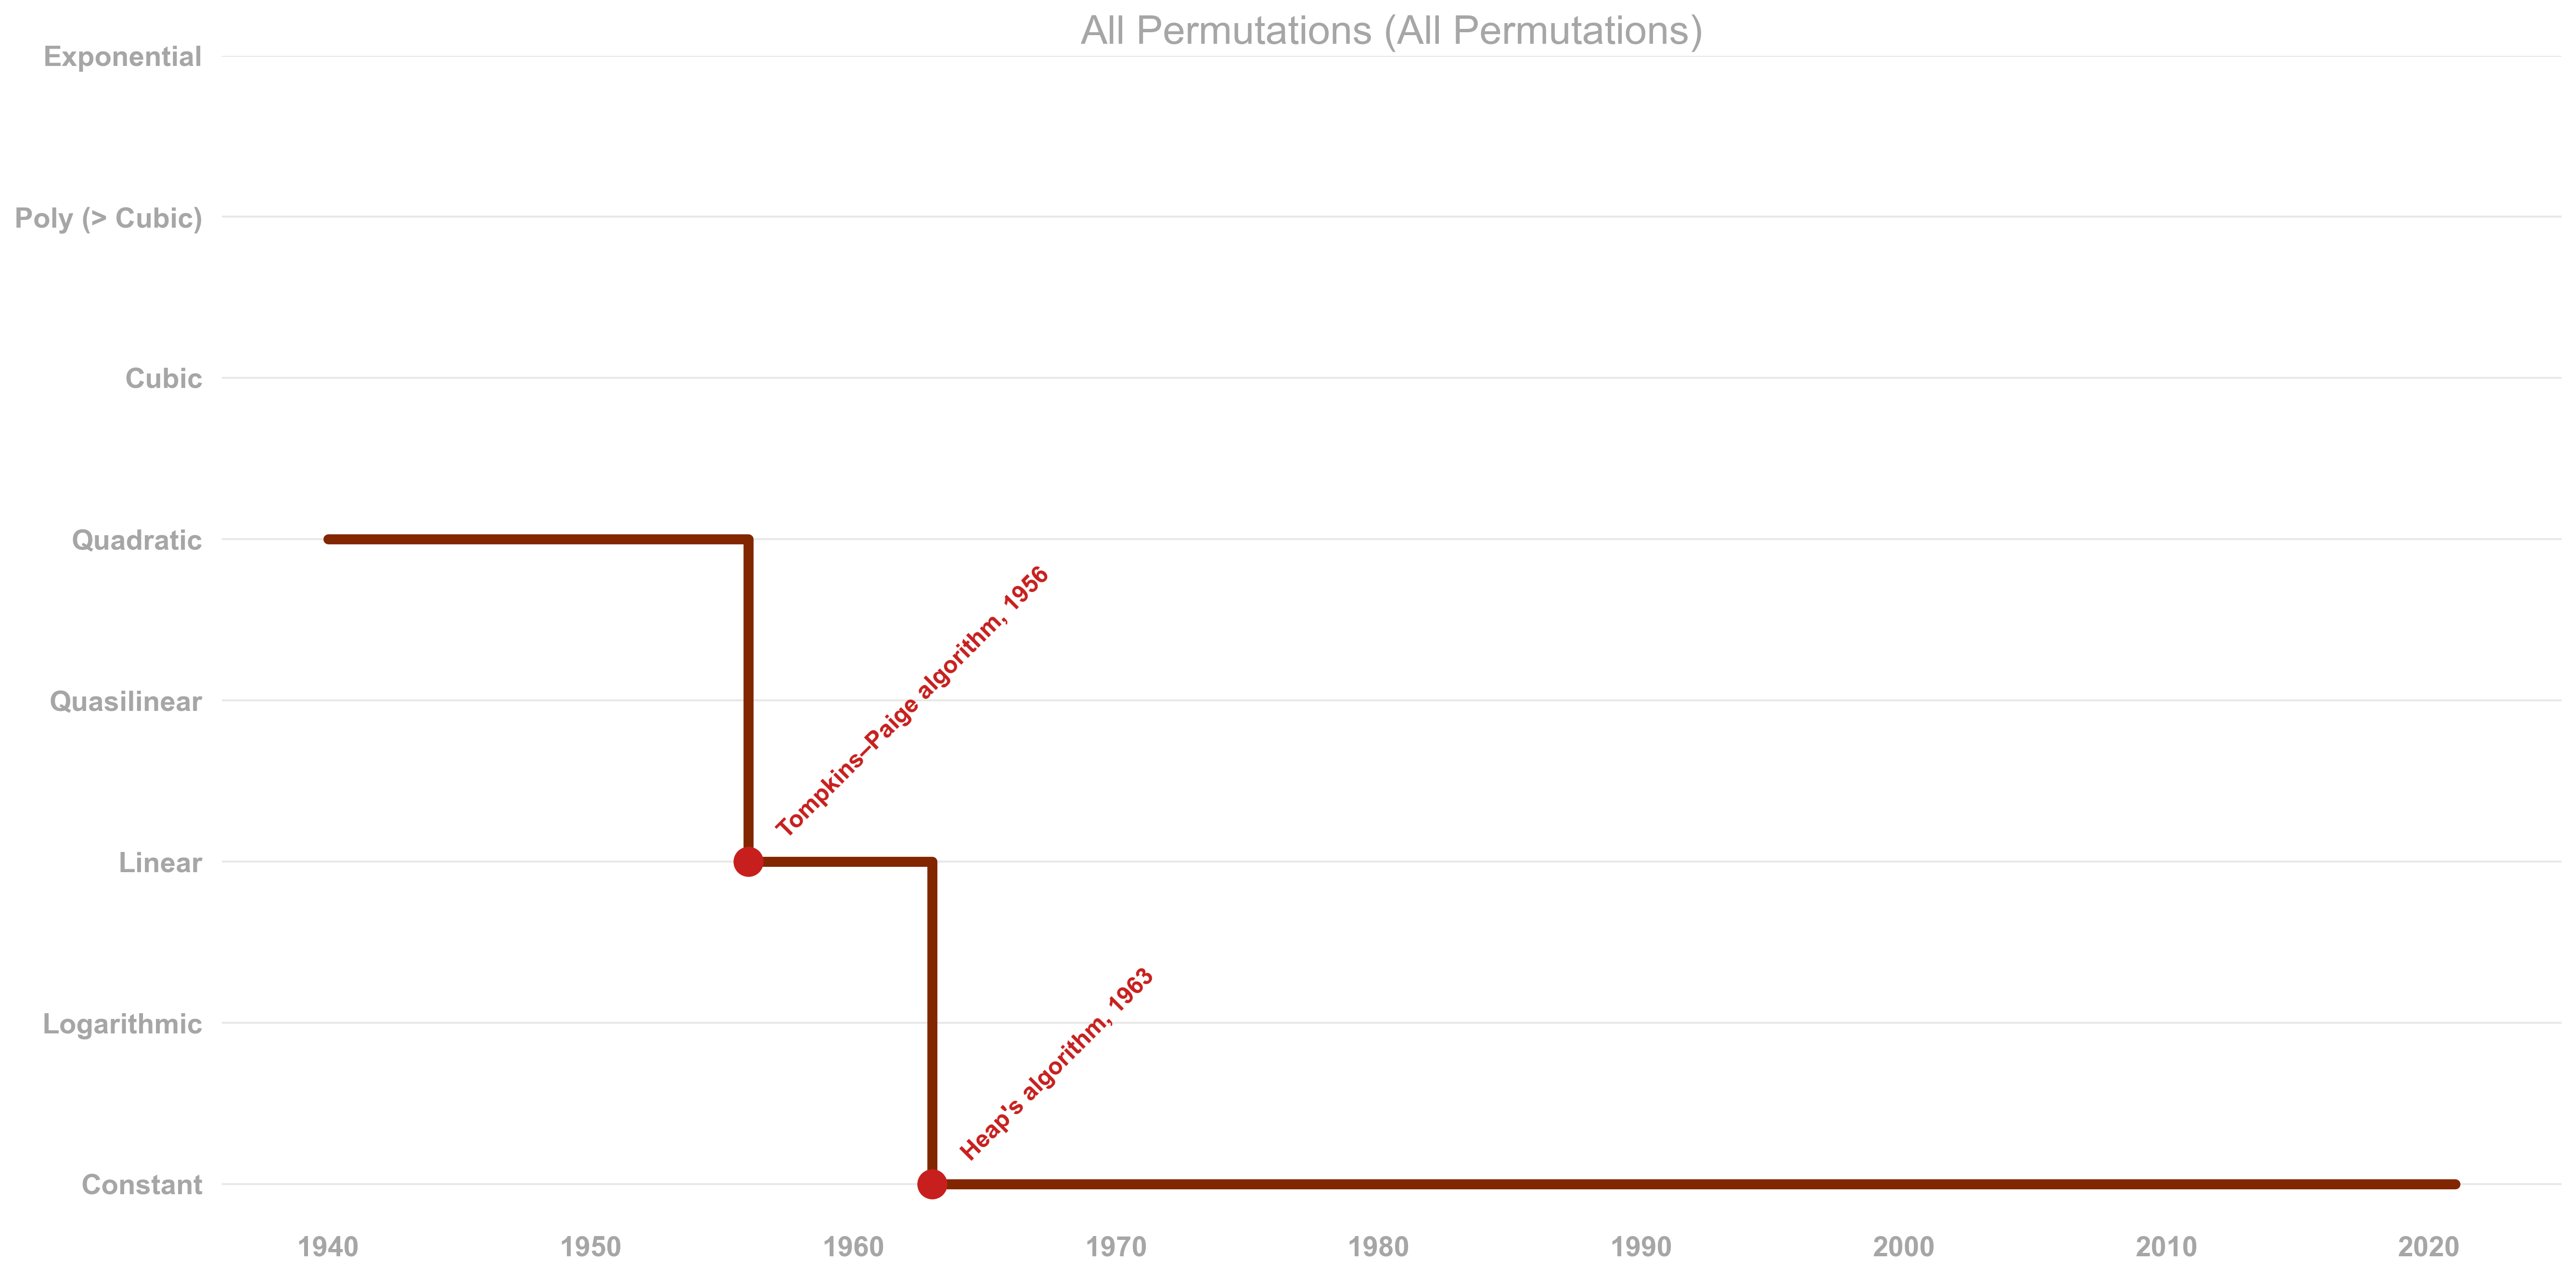 All Permutations (All Permutations)
Exponential
Poly (> Cubic)
Cubic
Quadratic
Quasilinear
Linear
Logarithmic
Constant
Tompkins–Paige algorithm, 1956
Heap's algorithm, 1963
1940 1950 1960 1970 1980 1990 2000 2010 2020